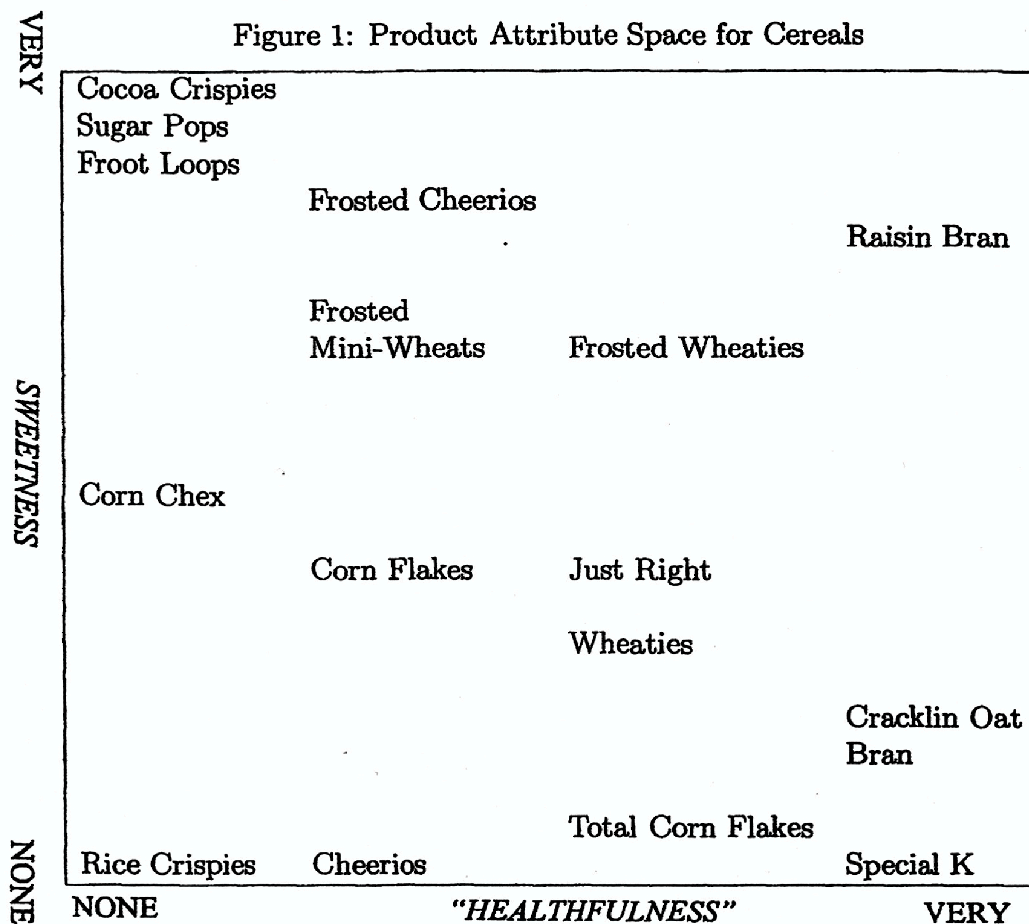 Figure 1: Product Attribute Space for Cereals
VERY
Cocoa Crispies
Sugar Pops
Froot Loops
Frosted Cheerios
Raisin Bran
Frosted
Mini-Wheats
Frosted Wheaties
SWEETNESS
Corn Chex
Corn Flakes
Just Right
Wheaties
Cracklin Oat
Bran
Total Corn Flakes
NONE
Rice Crispies
Cheerios
Special K
NONE
"HEALTHFULNESS"
VERY